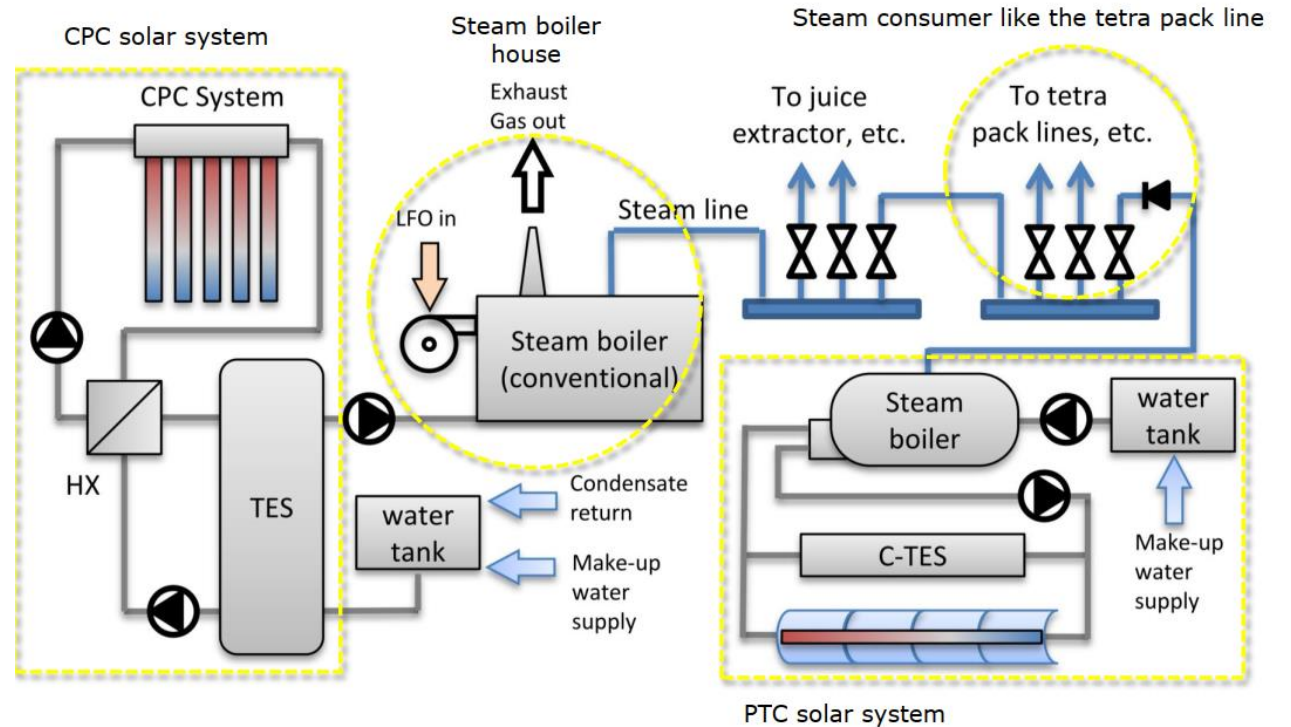 CPC solar system
Steam boiler
house
Steam consumer like the tetra pack line
CPC System
Exhaust
Gas out
To juice
extractor, etc.
To tetra
pack lines, etc.
LFO in
Steam line
Steam boiler
(conventional)
HX
TES
water
tank
Condensate
return
Make-up
water
supply
Steam
boiler
water
tank
C-TES
Make-up
water
supply
PTC solar system